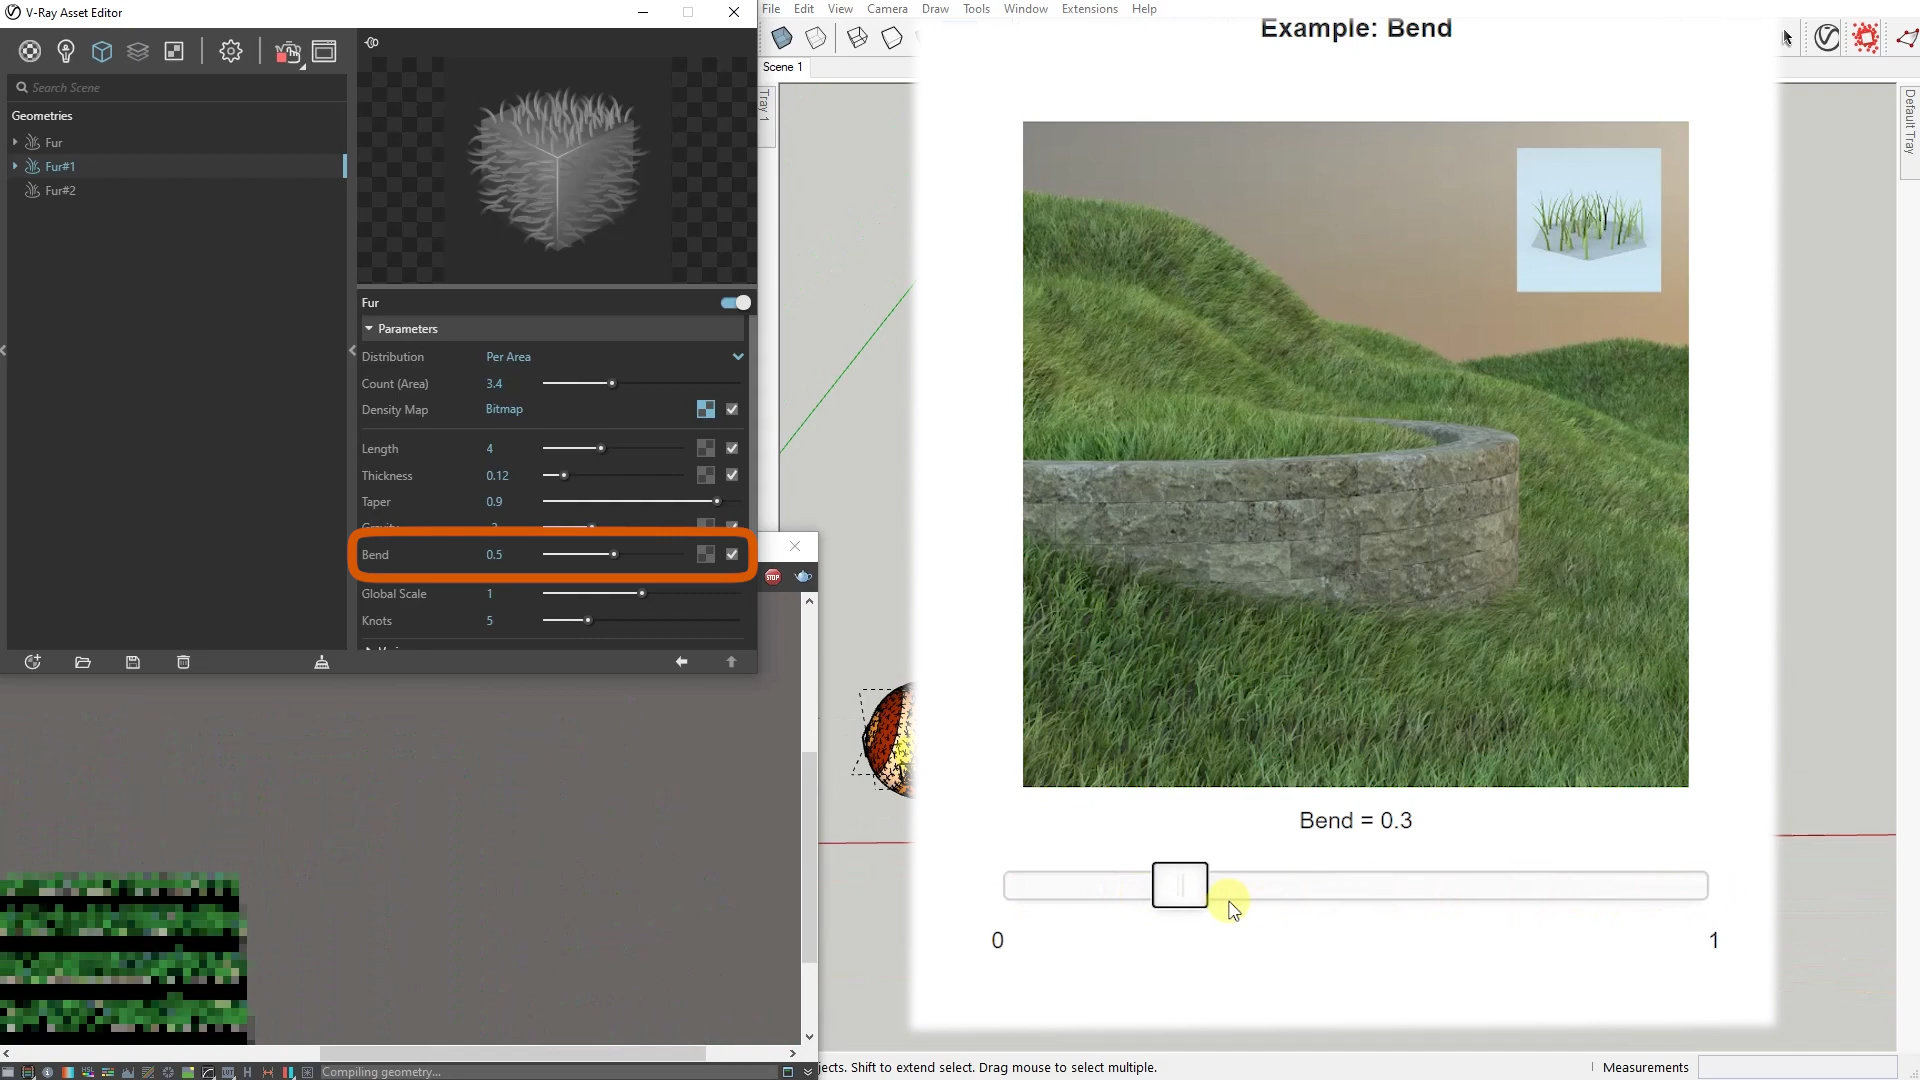 V-Ray Asset Editor
File Edit View Camera Draw Tools Window Extensions Help
Example: Bend
Search Scene
Scene 1
Geometries
Fur
Fur#1
Fur#2
Tray 1
Default Tray
Fur
Parameters
Distribution Per Area
Count (Area) 3.4
Density Map Bitmap
Length 4
Thickness 0.12
Taper 0.9
Gravity
Bend 0.5
STOP
Global Scale 1
Knots 5
Bend = 0.3
0 1
HSL
Compiling geometry...
jects. Shift to extend select. Drag mouse to select multiple.
Measurements